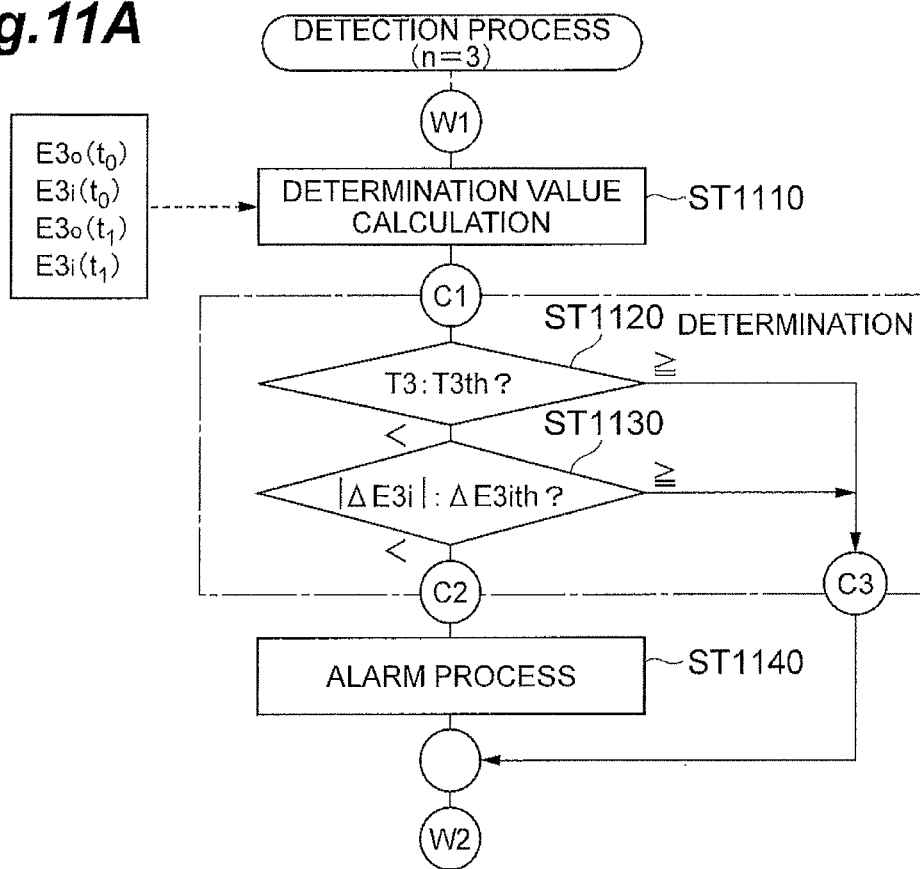 g.11A
DETECTION PROCESS
(n=3)
W1
E3o(t0)
E3i(t0)
E3o(t1)
E3i(t1)
DETERMINATION VALUE
CALCULATION
ST1110
C1
ST1120
DETERMINATION
T3:T3th?
≧
<
ST1130
|ΔE3i|:ΔE3ith?
≧
<
C2
C3
ALARM PROCESS
ST1140
W2